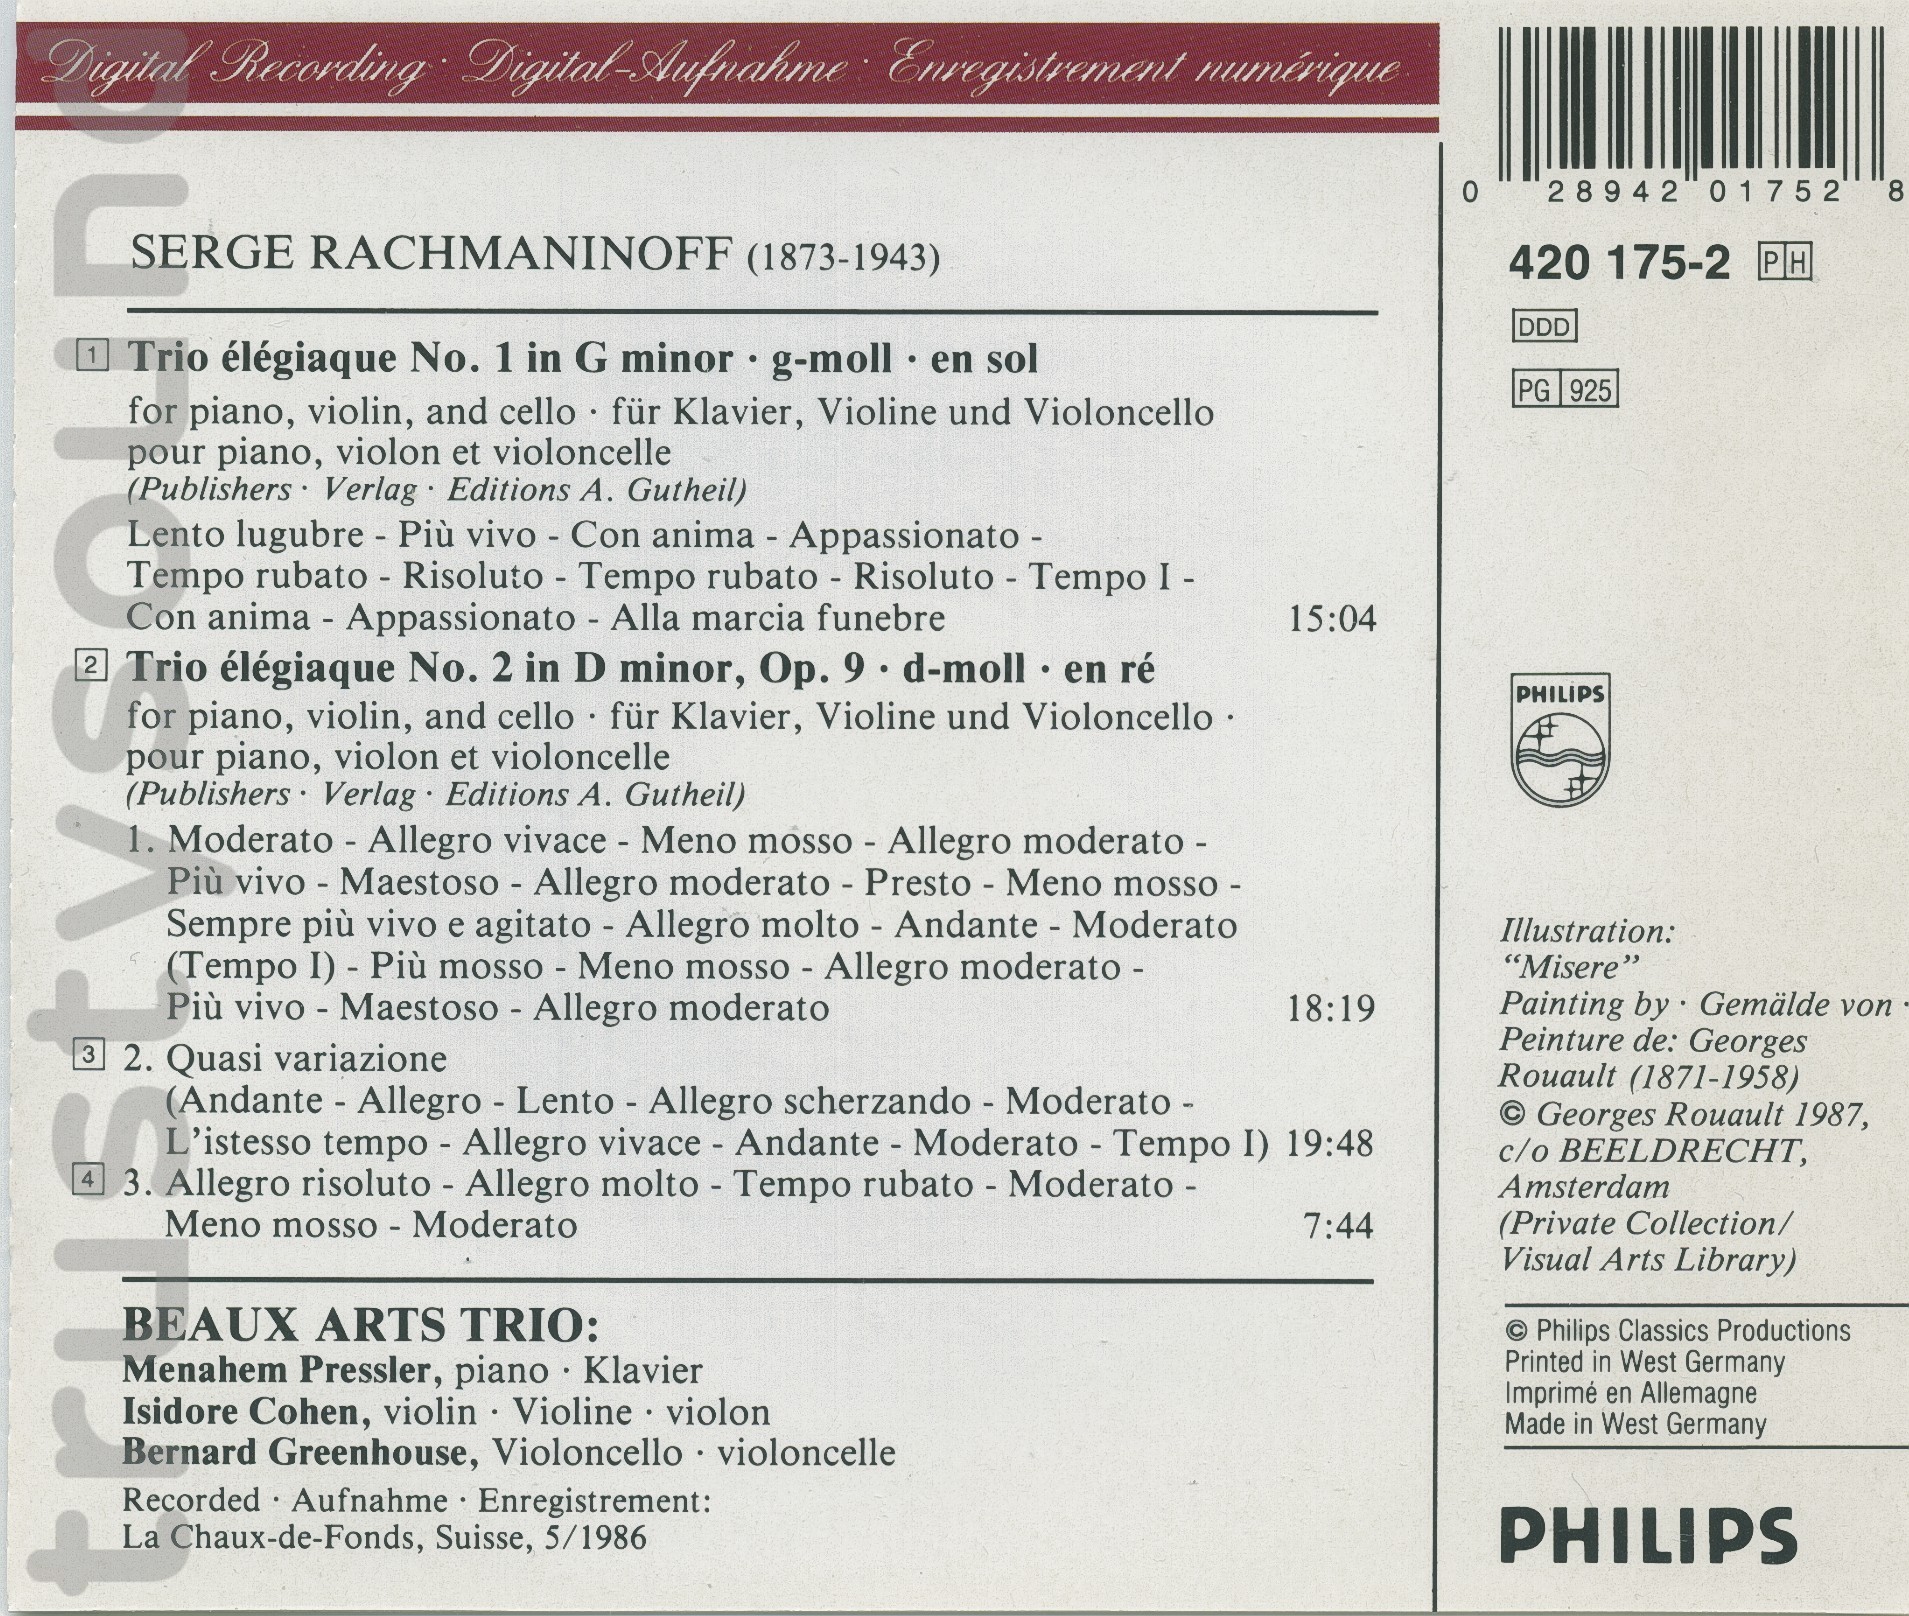 Digital Recording · Digital-Aufnahme · Enregistrement numérique
SERGE RACHMANINOFF (1873-1943)
1 Trio élégiaque No. 1 in G minor · g-moll · en sol
for piano, violin, and cello · für Klavier, Violine und Violoncello
pour piano, violon et violoncelle
(Publishers · Verlag · Editions A. Gutheil)
Lento lugubre - Più vivo - Con anima - Appassionato -
Tempo rubato - Risoluto - Tempo rubato - Risoluto - Tempo I -
Con anima - Appassionato - Alla marcia funebre 15:04
2 Trio élégiaque No. 2 in D minor, Op. 9 · d-moll · en ré
for piano, violin, and cello · für Klavier, Violine und Violoncello ·
pour piano, violon et violoncelle
(Publishers · Verlag · Editions A. Gutheil)
1. Moderato - Allegro vivace - Meno mosso - Allegro moderato -
Più vivo - Maestoso - Allegro moderato - Presto - Meno mosso -
Sempre più vivo e agitato - Allegro molto - Andante - Moderato
(Tempo I) - Più mosso - Meno mosso - Allegro moderato -
Più vivo - Maestoso - Allegro moderato 18:19
3 2. Quasi variazione
(Andante - Allegro - Lento - Allegro scherzando - Moderato -
L’istesso tempo - Allegro vivace - Andante - Moderato - Tempo I) 19:48
4 3. Allegro risoluto - Allegro molto - Tempo rubato - Moderato -
Meno mosso - Moderato 7:44
BEAUX ARTS TRIO:
Menahem Pressler, piano · Klavier
Isidore Cohen, violin · Violine · violon
Bernard Greenhouse, Violoncello · violoncelle
Recorded · Aufnahme · Enregistrement:
La Chaux-de-Fonds, Suisse, 5/1986
0 28942 01752 8
420 175-2 PH
DDD
PG 925
PHILIPS
Illustration:
“Misere”
Painting by · Gemälde von ·
Peinture de: Georges
Rouault (1871-1958)
© Georges Rouault 1987,
c/o BEELDRECHT,
Amsterdam
(Private Collection/
Visual Arts Library)
© Philips Classics Productions
Printed in West Germany
Imprimé en Allemagne
Made in West Germany
PHILIPS
trustvsound